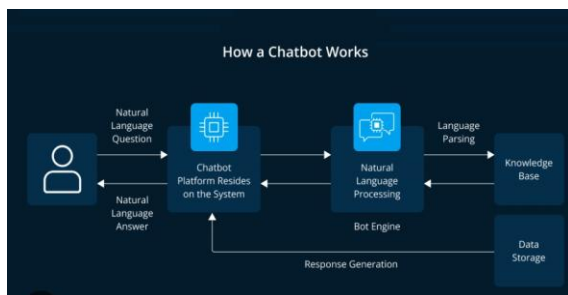 How a Chatbot Works
Natural
Language
Question
Chatbot
Platform Resides
on the System
Natural
Language
Processing
Language
Parsing
Knowledge
Base
Natural
Language
Answer
Bot Engine
Data
Storage
Response Generation